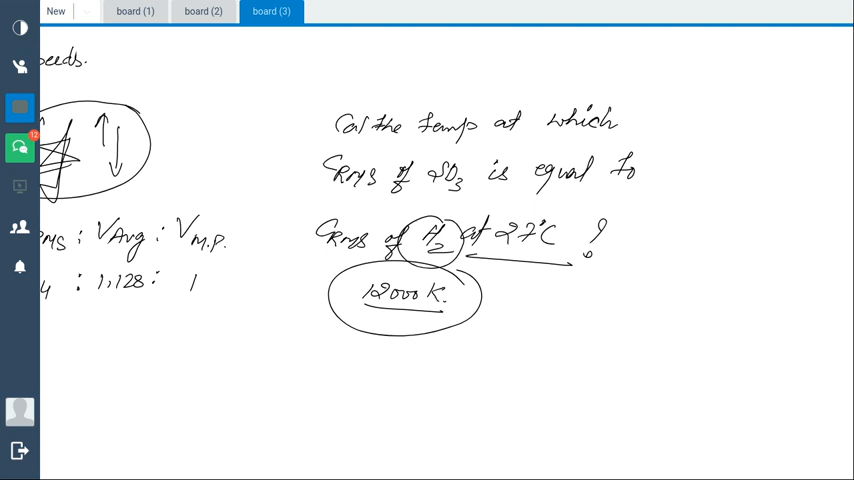 New
board (1)
board (2)
board (3)
12
peeds.
Cal the temp at which
CRMS of SO3 is equal to
CRMS of H2 at 27°C ?
12000 K.
RMS : VAvg : VM.P.
4 : 1.128 : 1